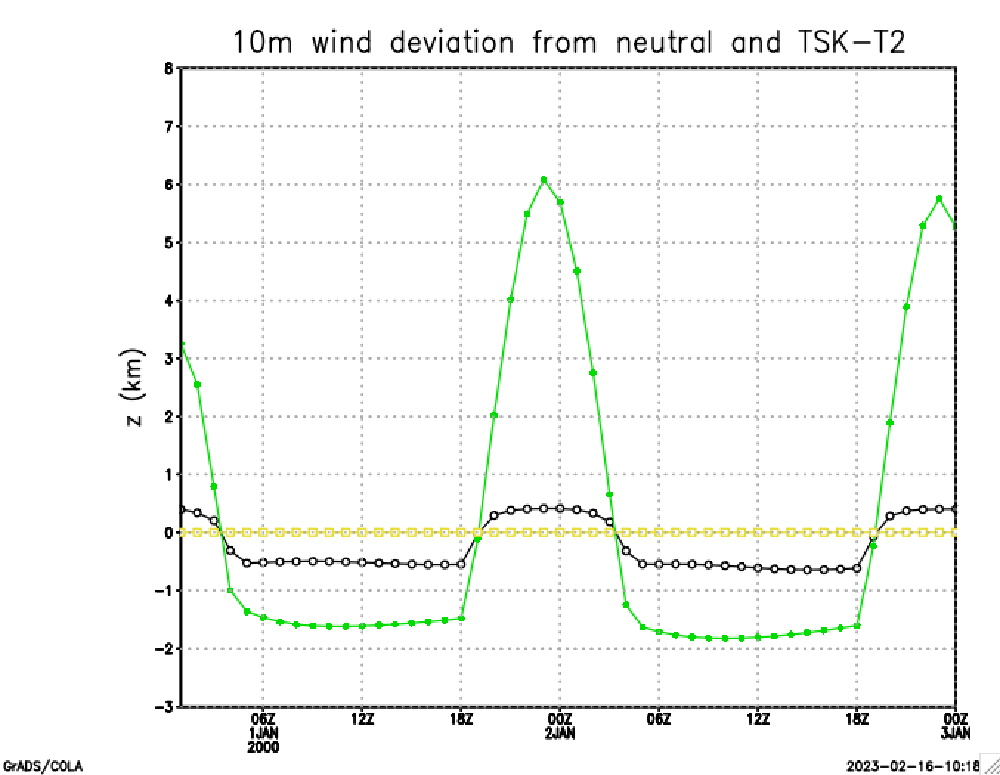 10m wind deviation from neutral and TSK-T2
8
7
6
5
4
3
2
1
0
-1
-2
-3
z (km)
06Z 12Z 18Z 00Z 06Z 12Z 18Z 00Z
1JAN 2JAN 3JAN
2000
GrADS/COLA 2023-02-16-10:18